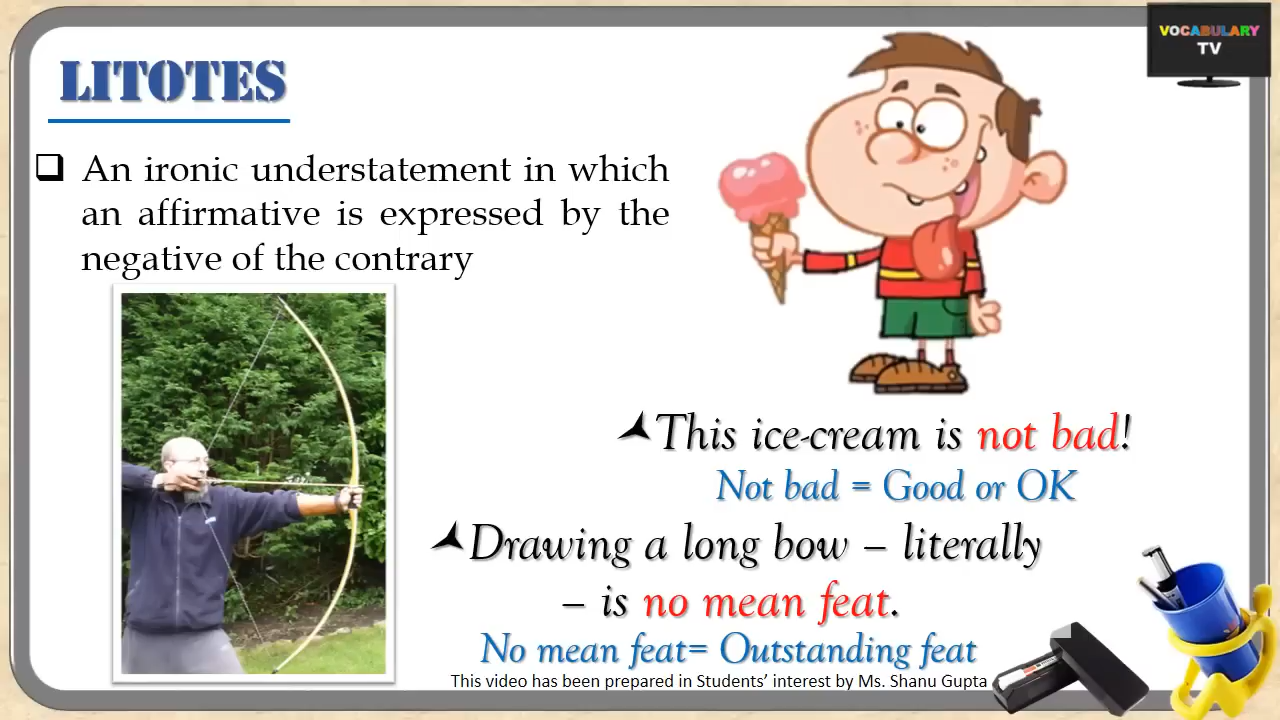 VOCABULARY
TV
LITOTES
An ironic understatement in which
an affirmative is expressed by the
negative of the contrary
This ice-cream is not bad!
Not bad = Good or OK
Drawing a long bow – literally
– is no mean feat.
No mean feat= Outstanding feat
This video has been prepared in Students’ interest by Ms. Shanu Gupta